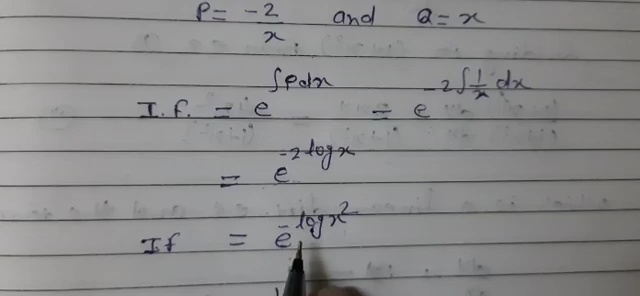 P = -2/x and Q = x
I.f. = e^∫Pdx = e^-2∫1/x dx
= e^-2logx
If = e^-logx²